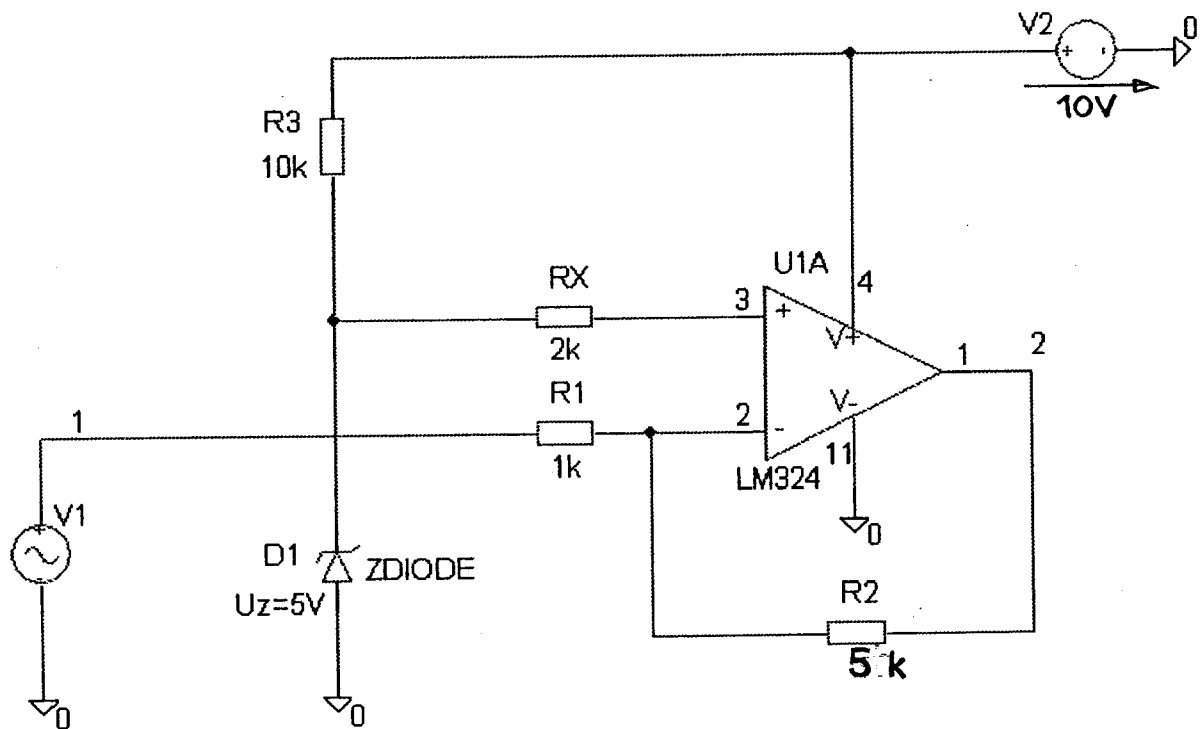 V2
0
+
-
10V
R3
10k
U1A
4
RX
3
+
V+
2k
1
2
R1
1
2
-
V-
11
1k
LM324
0
V1
+
-
D1
ZDIODE
Uz=5V
R2
5 k
0
0